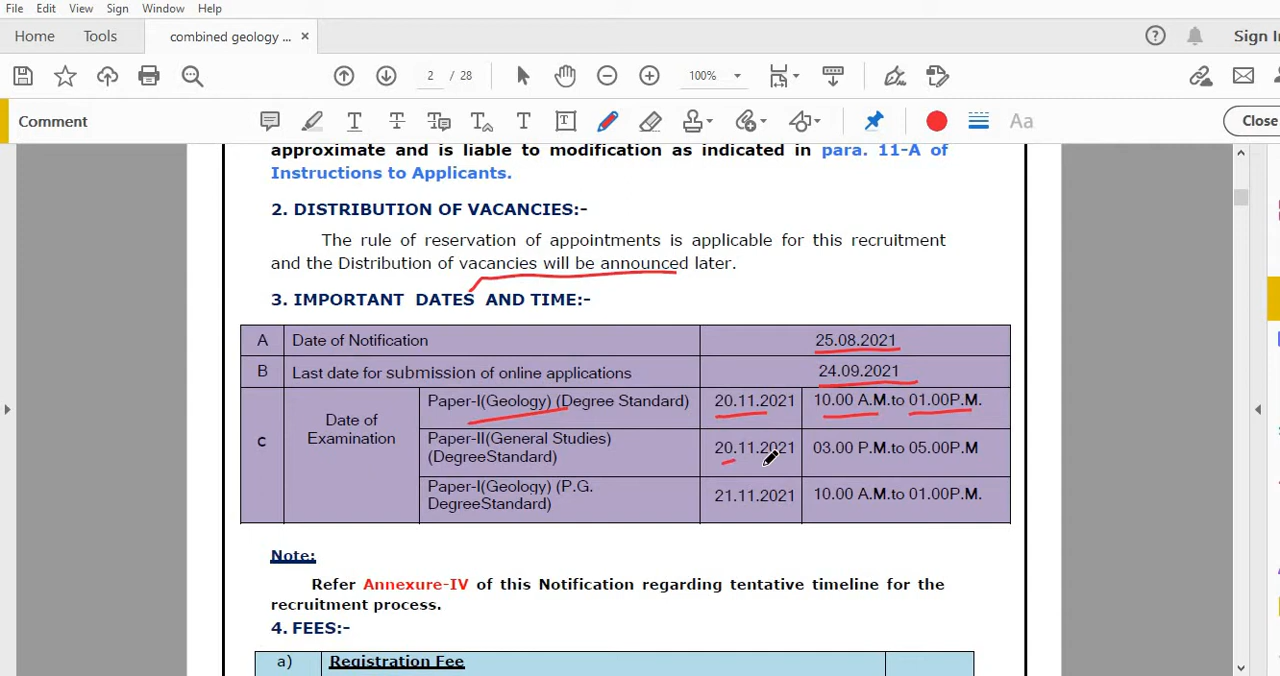 File Edit View Sign Window Help
Home Tools combined geology ... × Sign I
2 / 28 100%
Comment Aa Close
approximate and is liable to modification as indicated in para. 11-A of
Instructions to Applicants.
2. DISTRIBUTION OF VACANCIES:-
The rule of reservation of appointments is applicable for this recruitment
and the Distribution of vacancies will be announced later.
3. IMPORTANT DATES AND TIME:-
A Date of Notification 25.08.2021
B Last date for submission of online applications 24.09.2021
c Date of Examination
Paper-I(Geology) (Degree Standard) 20.11.2021 10.00 A.M.to 01.00P.M.
Paper-II(General Studies)
(DegreeStandard) 20.11.2021 03.00 P.M.to 05.00P.M
Paper-I(Geology) (P.G.
DegreeStandard) 21.11.2021 10.00 A.M.to 01.00P.M.
Note:
Refer Annexure-IV of this Notification regarding tentative timeline for the
recruitment process.
4. FEES:-
a) Registration Fee